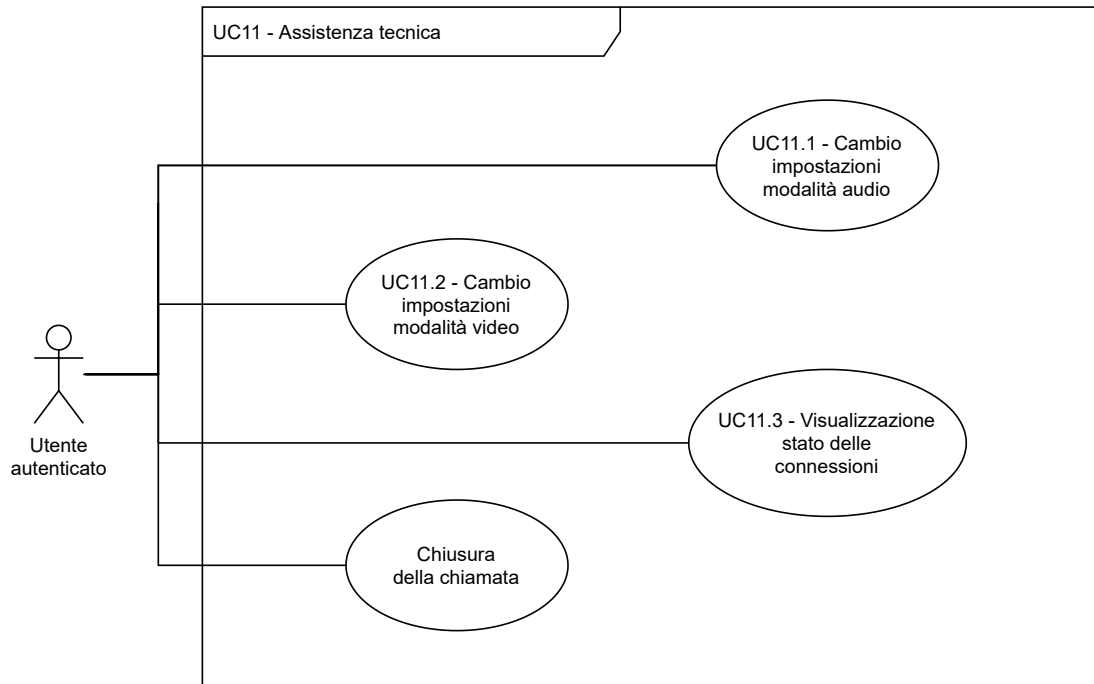 UC11 - Assistenza tecnica
UC11.1 - Cambio
impostazioni
modalità audio
UC11.2 - Cambio
impostazioni
modalità video
Utente
autenticato
UC11.3 - Visualizzazione
stato delle
connessioni
Chiusura
della chiamata